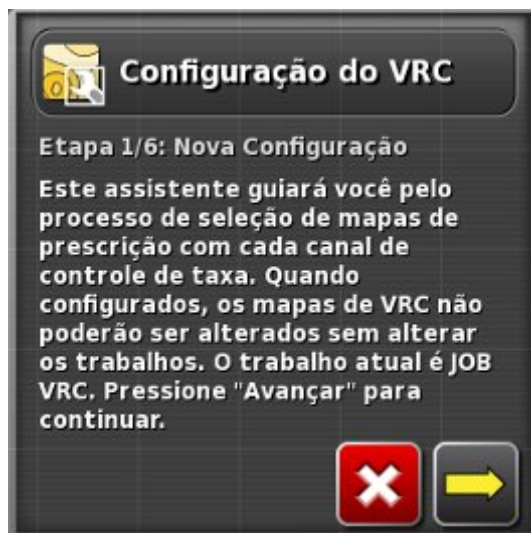 Configuração do VRC
Etapa 1/6: Nova Configuração
Este assistente guiará você pelo
processo de seleção de mapas de
prescrição com cada canal de
controle de taxa. Quando
configurados, os mapas de VRC não
poderão ser alterados sem alterar
os trabalhos. O trabalho atual é JOB
VRC. Pressione "Avançar" para
continuar.